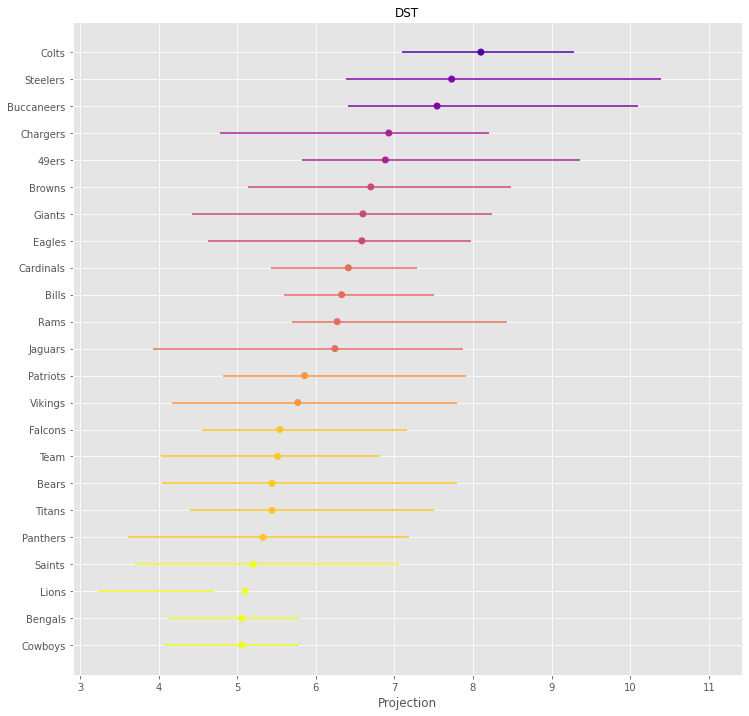 DST
Colts
Steelers
Buccaneers
Chargers
49ers
Browns
Giants
Eagles
Cardinals
Bills
Rams
Jaguars
Patriots
Vikings
Falcons
Team
Bears
Titans
Panthers
Saints
Lions
Bengals
Cowboys
3 4 5 6 7 8 9 10 11
Projection